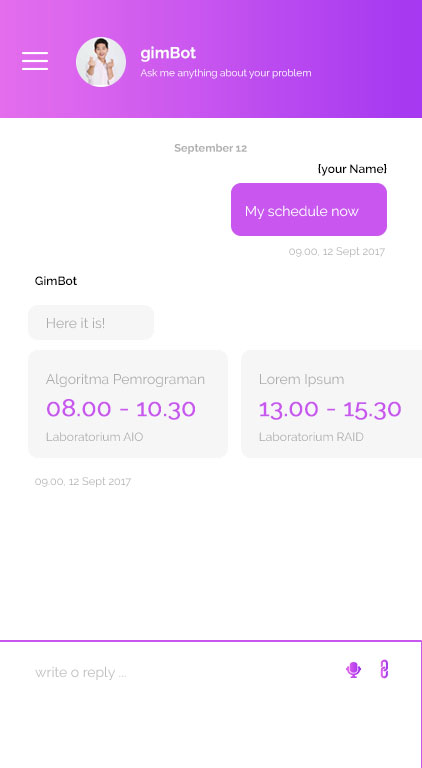 gimBot
Ask me anything about your problem
September 12
{your Name}
My schedule now
09.00, 12 Sept 2017
GimBot
Here it is!
Algoritma Pemrograman
08.00 - 10.30
Laboratorium AIO
Lorem Ipsum
13.00 - 15.30
Laboratorium RAID
09.00, 12 Sept 2017
write o reply ...